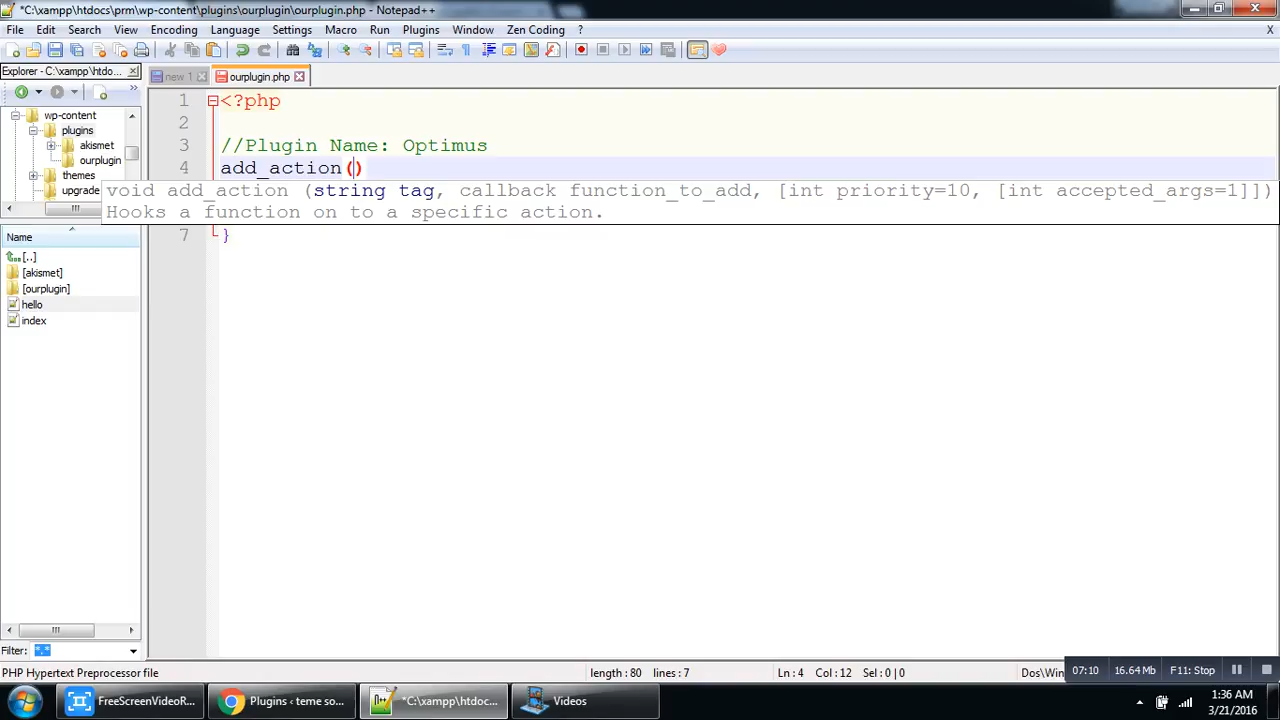 *C:\xampp\htdocs\prm\wp-content\plugins\ourplugin\ourplugin.php - Notepad++
File Edit Search View Encoding Language Settings Macro Run Plugins Window Zen Coding ? X
Explorer - C:\xampp\htdo...
new 1 ourplugin.php
wp-content
plugins
akismet
ourplugin
themes
upgrade
Name
[..]
[akismet]
[ourplugin]
hello
index
Filter: *.*
1 <?php
2
3 //Plugin Name: Optimus
4 add_action()
void add_action (string tag, callback function_to_add, [int priority=10, [int accepted_args=1]])
Hooks a function on to a specific action.
7 }
PHP Hypertext Preprocessor file length : 80 lines : 7 Ln : 4 Col : 12 Sel : 0 | 0 Dos\Win
07:10 16.64 Mb F11: Stop
FreeScreenVideoR... Plugins ‹ teme so... *C:\xampp\htdoc... Videos
1:36 AM
3/21/2016